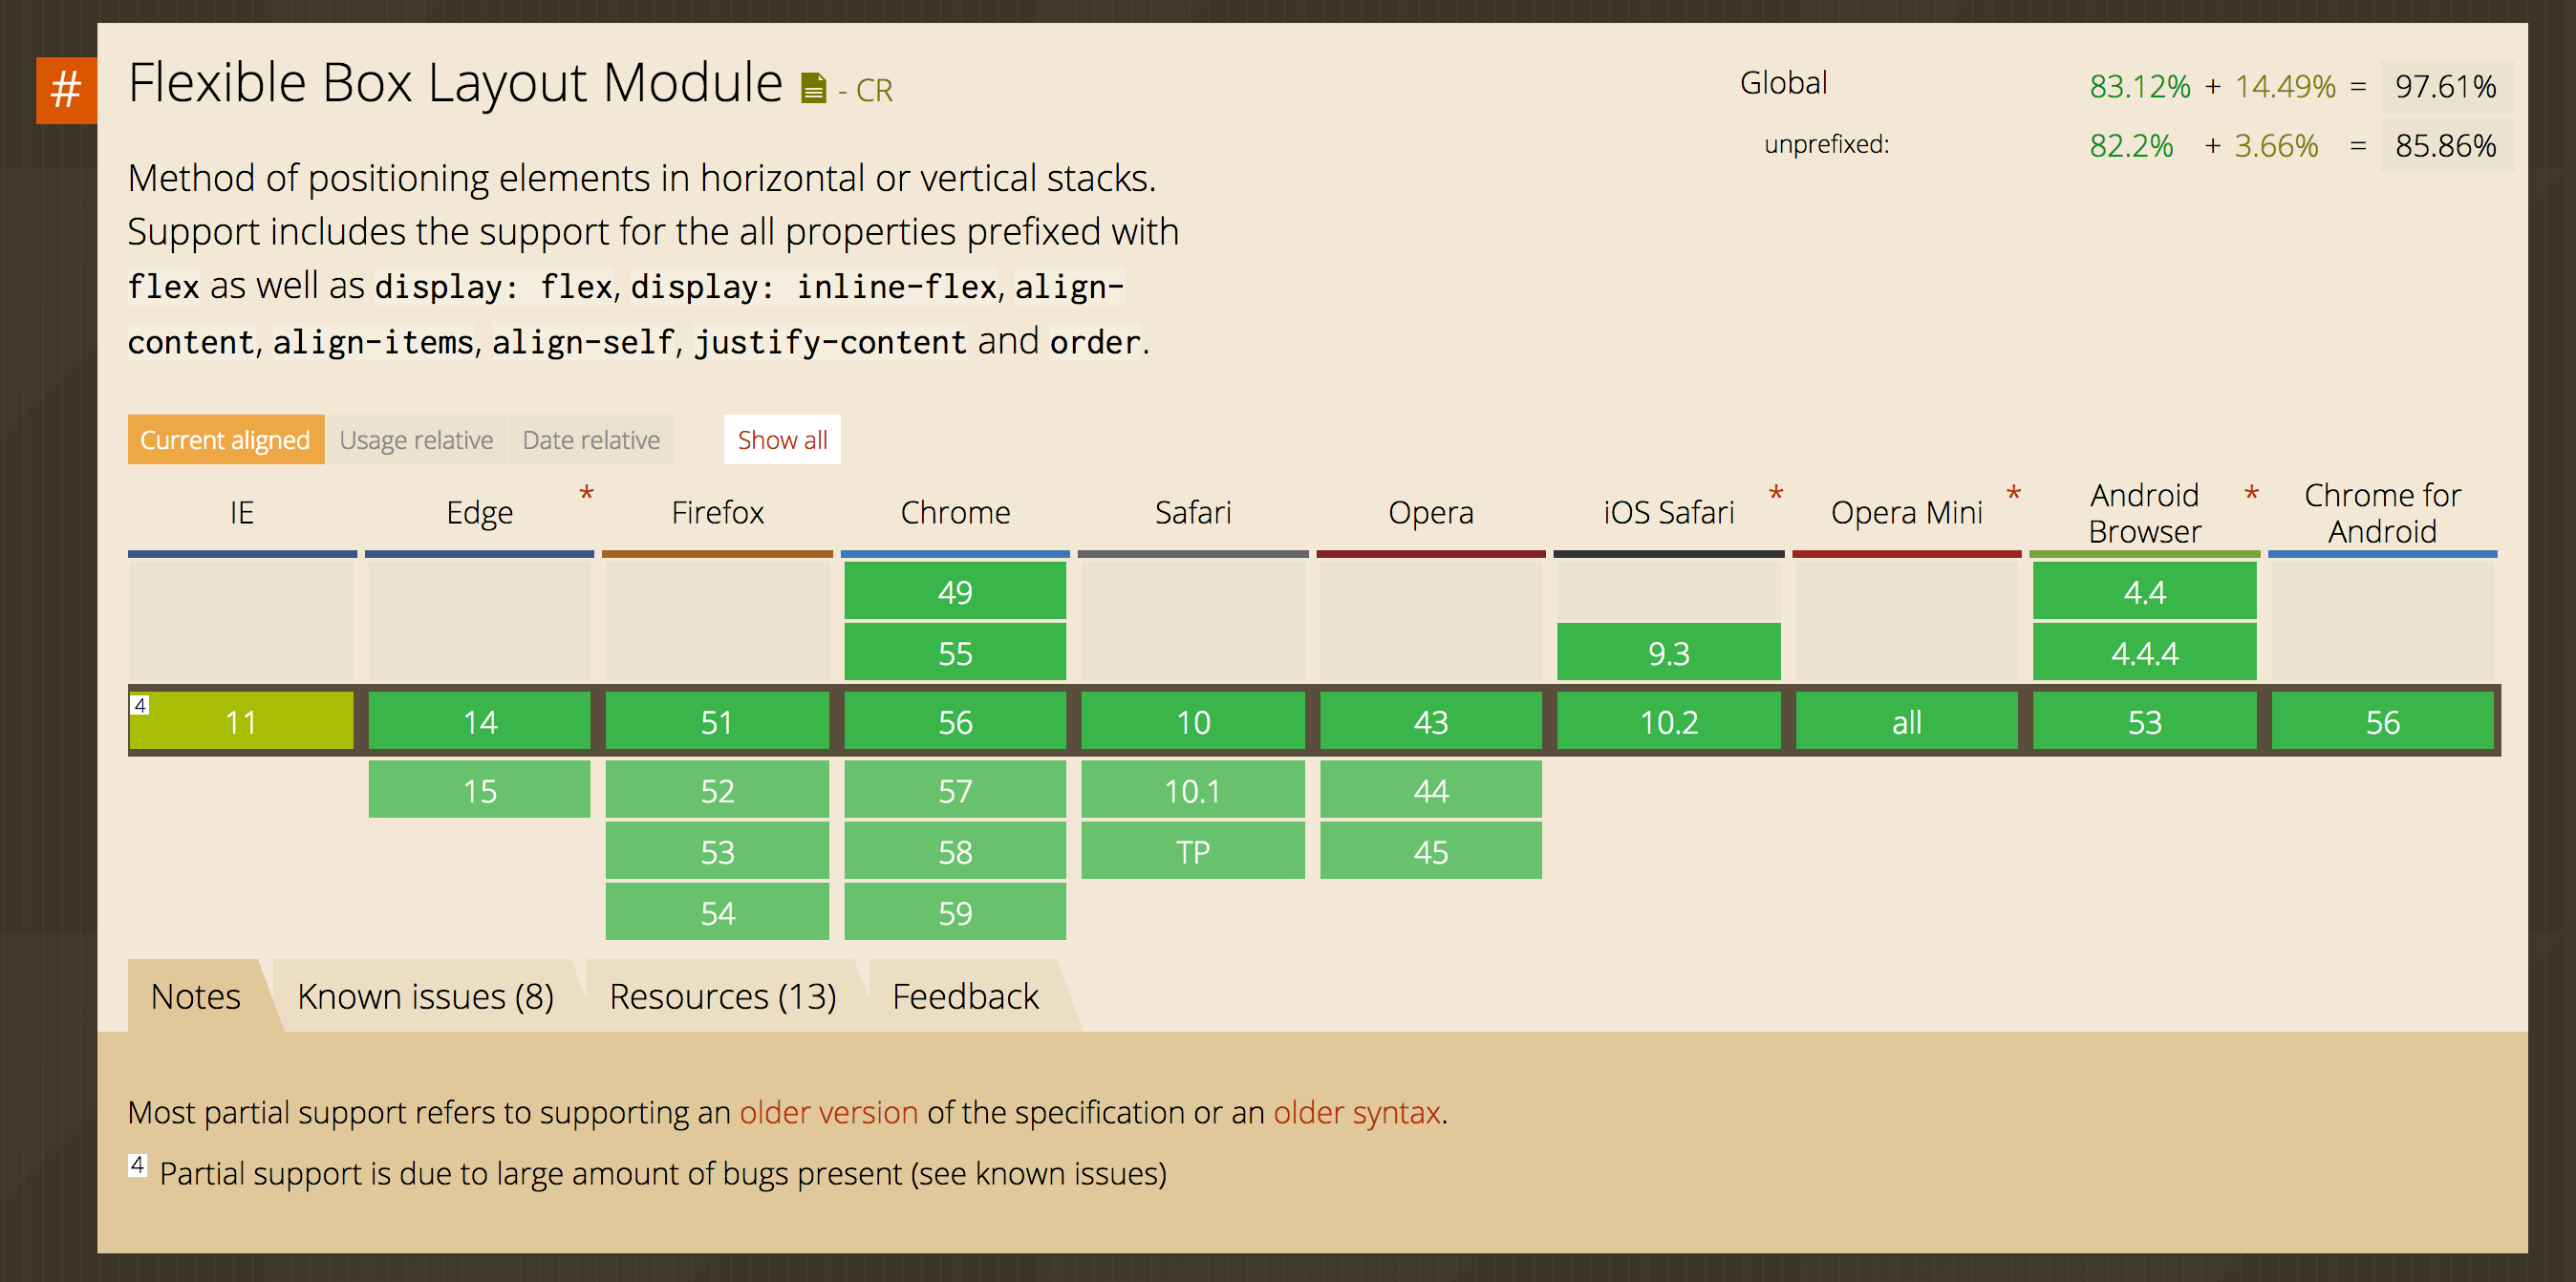 #
Flexible Box Layout Module - CR
Global 83.12% + 14.49% = 97.61%
unprefixed: 82.2% + 3.66% = 85.86%
Method of positioning elements in horizontal or vertical stacks.
Support includes the support for the all properties prefixed with
flex as well as display: flex, display: inline-flex, align-
content, align-items, align-self, justify-content and order.
Current aligned Usage relative Date relative Show all
IE Edge * Firefox Chrome Safari Opera iOS Safari * Opera Mini * Android Browser * Chrome for Android
49 4.4
55 9.3 4.4.4
4 11 14 51 56 10 43 10.2 all 53 56
15 52 57 10.1 44
53 58 TP 45
54 59
Notes Known issues (8) Resources (13) Feedback
Most partial support refers to supporting an older version of the specification or an older syntax.
4 Partial support is due to large amount of bugs present (see known issues)